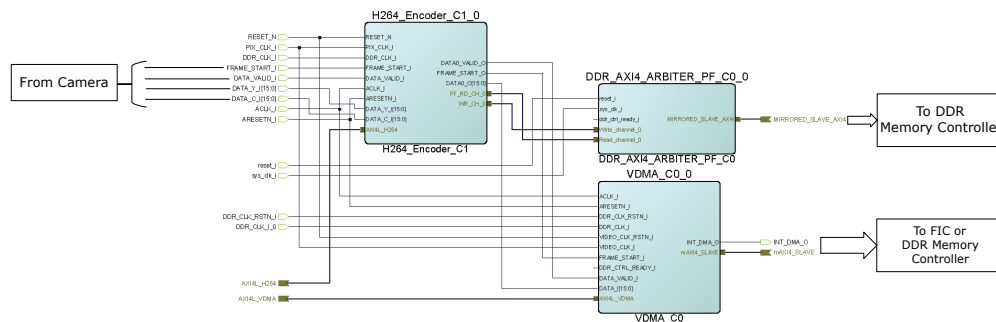 H264_Encoder_C1_0
RESET_N
PIX_CLK_I
DDR_CLK_I
FRAME_START_I
DATA_VALID_I
DATA_Y_I[15:0]
DATA_C_I[15:0]
ACLK_I
ARESETN_I
From Camera
RESET_N
PIX_CLK_I
DDR_CLK_I
FRAME_START_I
DATA_VALID_I
ACLK_I
ARESETN_I
DATA_Y_I[15:0]
DATA_C_I[15:0]
AXI4L_H264
DATA0_VALID_O
FRAME_START_O
DATA0_O[15:0]
PF_RD_CH_0
WR_CH_0
H264_Encoder_C1
DDR_AXI4_ARBITER_PF_C0_0
reset_i
sys_clk_i
ddr_ctrl_ready_i
Write_channel_0
Read_channel_0
MIRRORED_SLAVE_AXI4
MIRRORED_SLAVE_AXI4
DDR_AXI4_ARBITER_PF_C0
To DDR
Memory Controlle
reset_i
sys_clk_i
VDMA_C0_0
DDR_CLK_RSTN_I
DDR_CLK_I_0
ACLK_I
ARESETN_I
DDR_CLK_RSTN_I
DDR_CLK_I
VIDEO_CLK_RSTN_I
VIDEO_CLK_I
FRAME_START_I
DDR_CTRL_READY_I
DATA_VALID_I
DATA_I[15:0]
AXI4L_VDMA
INT_DMA_O
mAXI4_SLAVE
INT_DMA_O
mAXI4_SLAVE
To FIC or
DDR Memory
Controller
AXI4L_H264
AXI4L_VDMA
VDMA_C0